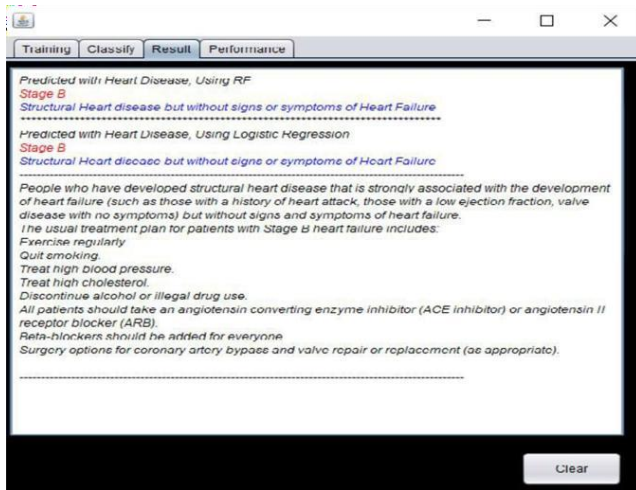 Training Classify Result Performance
Predicted with Heart Disease, Using RF
Stage B
Structural Heart disease but without signs or symptoms of Heart Failure
Predicted with Heart Disease, Using Logistic Regression
Stage B
Structural Heart disease but without signs or symptoms of Heart Failure
People who have developed structural heart disease that is strongly associated with the development
of heart failure (such as those with a history of heart attack, those with a low ejection fraction, valve
disease with no symptoms) but without signs and symptoms of heart failure.
The usual treatment plan for patients with Stage B heart failure includes:
Exercise regularly
Quit smoking.
Treat high blood pressure.
Treat high cholesterol.
Discontinue alcohol or illegal drug use.
All patients should take an angiotensin converting enzyme inhibitor (ACE inhibitor) or angiotensin II
receptor blocker (ARB).
Beta-blockers should be added for everyone
Surgery options for coronary artery bypass and valve repair or replacement (as appropriate).
Clear